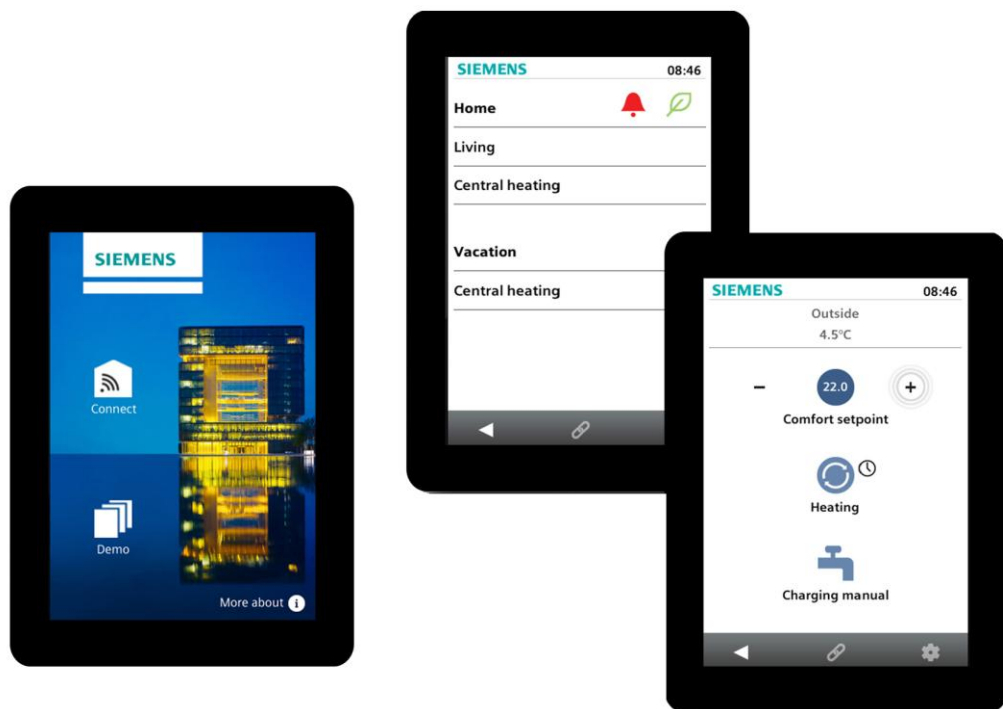 SIEMENS
Connect
Demo
More about i
SIEMENS 08:46
Home
Living
Central heating
Vacation
Central heating
SIEMENS 08:46
Outside
4.5°C
- 22.0 +
Comfort setpoint
Heating
Charging manual